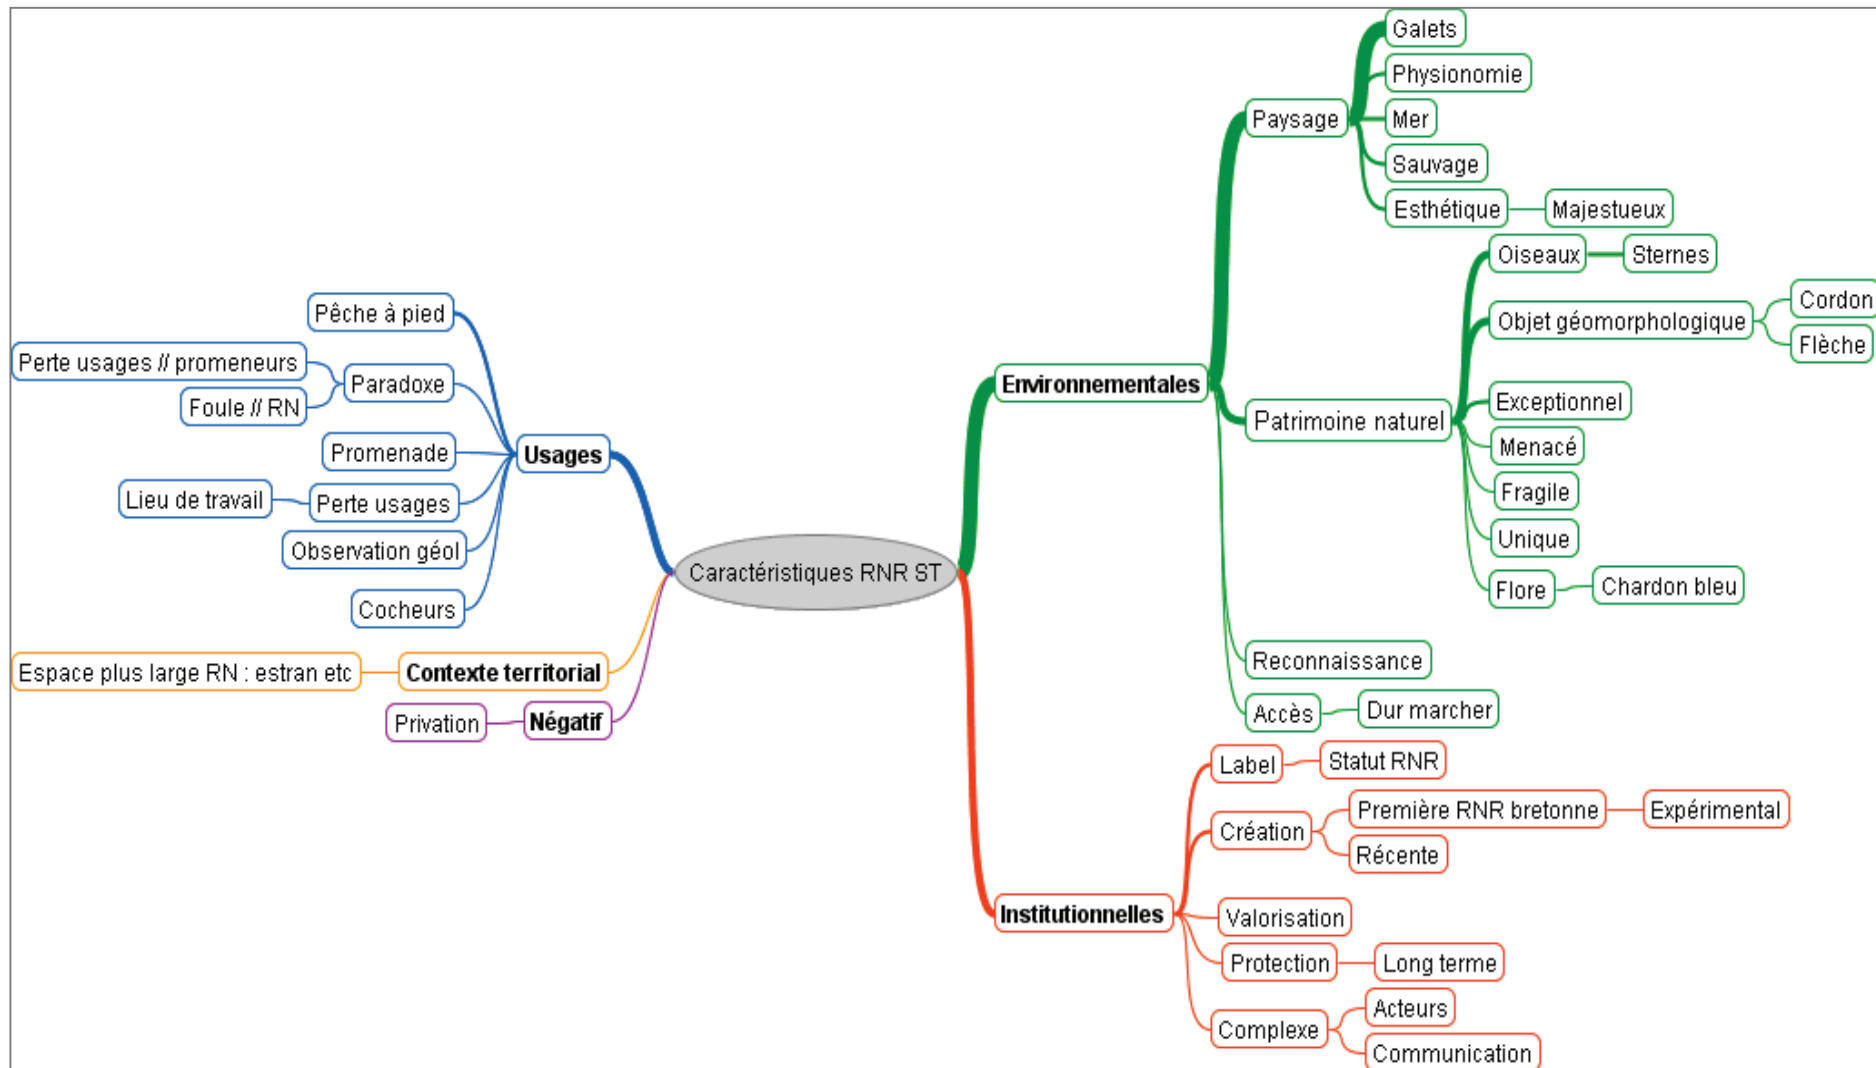 Caractéristiques RNR ST
Environnementales
Paysage
Galets
Physionomie
Mer
Sauvage
Esthétique
Majestueux
Patrimoine naturel
Oiseaux
Sternes
Objet géomorphologique
Cordon
Flèche
Exceptionnel
Menacé
Fragile
Unique
Flore
Chardon bleu
Reconnaissance
Accès
Dur marcher
Institutionnelles
Label
Statut RNR
Création
Première RNR bretonne
Expérimental
Récente
Valorisation
Protection
Long terme
Complexe
Acteurs
Communication
Usages
Pêche à pied
Paradoxe
Perte usages // promeneurs
Foule // RN
Promenade
Perte usages
Lieu de travail
Observation géol
Cocheurs
Contexte territorial
Espace plus large RN : estran etc
Négatif
Privation